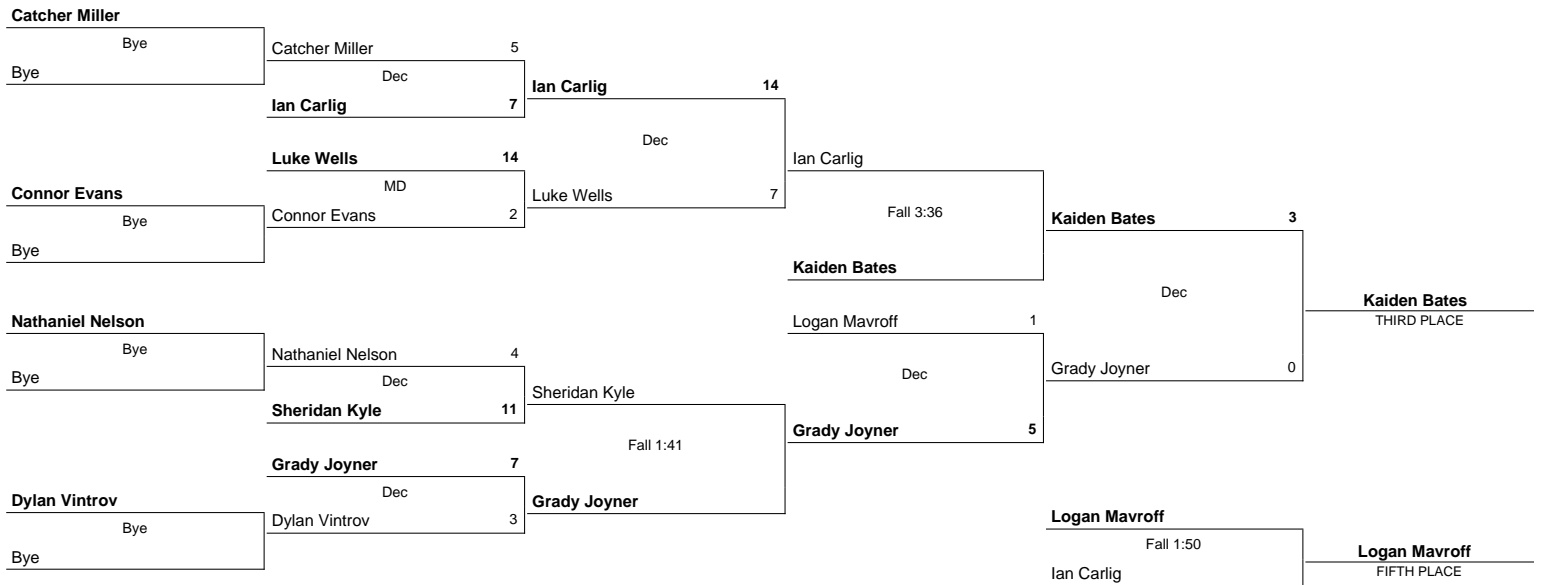 Catcher Miller
Bye
Bye
Connor Evans
Bye
Bye
Nathaniel Nelson
Bye
Bye
Dylan Vintrov
Bye
Bye
Catcher Miller 5
Dec
Ian Carlig 7
Luke Wells 14
MD
Connor Evans 2
Nathaniel Nelson 4
Dec
Sheridan Kyle 11
Grady Joyner 7
Dec
Dylan Vintrov 3
Ian Carlig 14
Dec
Luke Wells 7
Sheridan Kyle
Fall 1:41
Grady Joyner
Ian Carlig
Fall 3:36
Kaiden Bates
Logan Mavroff 1
Dec
Grady Joyner 5
Kaiden Bates 3
Dec
Grady Joyner 0
Kaiden Bates
THIRD PLACE
Logan Mavroff
Fall 1:50
Ian Carlig
Logan Mavroff
FIFTH PLACE